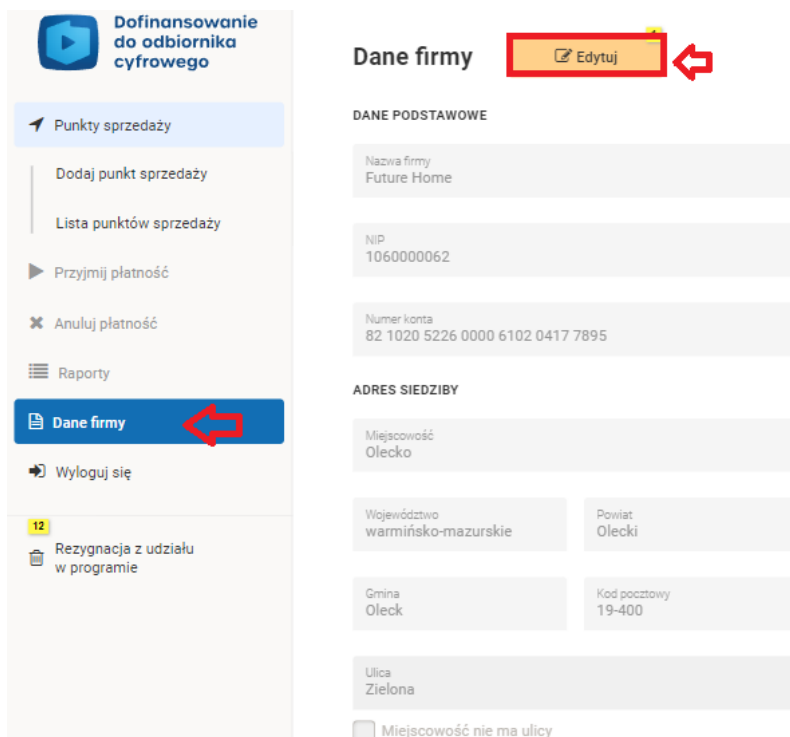 Dofinansowanie
do odbiornika
cyfrowego
Punkty sprzedaży
Dodaj punkt sprzedaży
Lista punktów sprzedaży
Przyjmij płatność
Anuluj płatność
Raporty
Dane firmy
Wyloguj się
12
Rezygnacja z udziału
w programie
Dane firmy
Edytuj
DANE PODSTAWOWE
Nazwa firmy
Future Home
NIP
1060000062
Numer konta
82 1020 5226 0000 6102 0417 7895
ADRES SIEDZIBY
Miejscowość
Olecko
Województwo
warmińsko-mazurskie
Powiat
Olecki
Gmina
Oleck
Kod pocztowy
19-400
Ulica
Zielona
Miejscowość nie ma ulicy